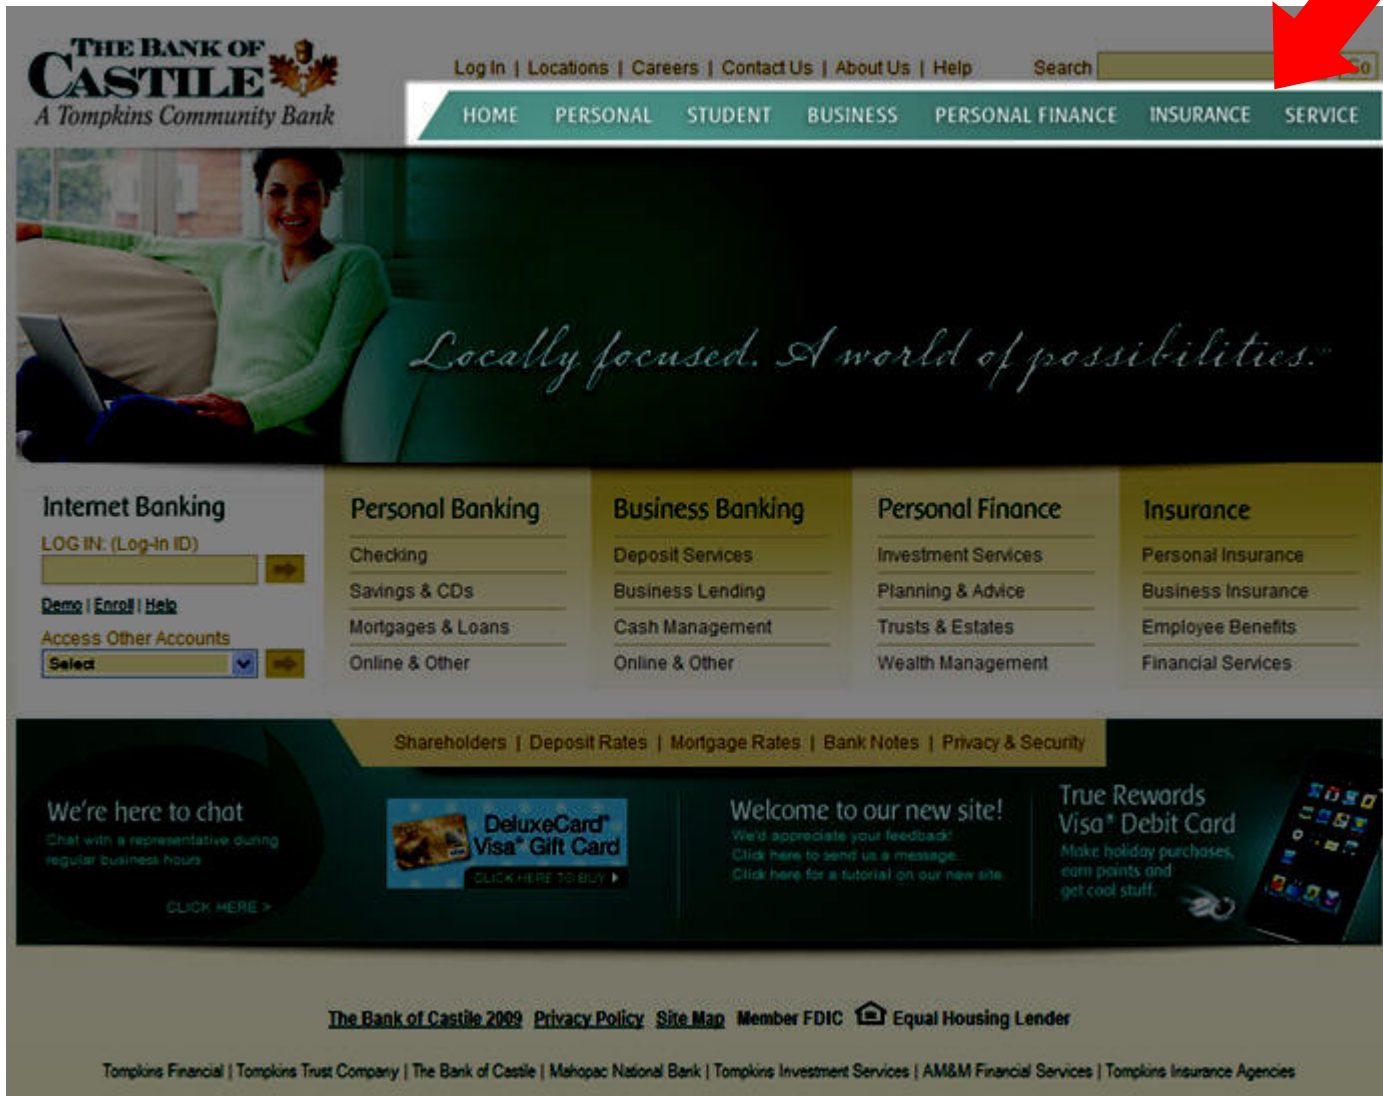 THE BANK OF
CASTILE
A Tompkins Community Bank
Log In | Locations | Careers | Contact Us | About Us | Help Search Go
HOME PERSONAL STUDENT BUSINESS PERSONAL FINANCE INSURANCE SERVICE
Locally focused. A world of possibilities.
Internet Banking
LOG IN: (Log-In ID)
Demo | Enroll | Help
Access Other Accounts
Select
Personal Banking
Checking
Savings & CDs
Mortgages & Loans
Online & Other
Business Banking
Deposit Services
Business Lending
Cash Management
Online & Other
Personal Finance
Investment Services
Planning & Advice
Trusts & Estates
Wealth Management
Insurance
Personal Insurance
Business Insurance
Employee Benefits
Financial Services
Shareholders | Deposit Rates | Mortgage Rates | Bank Notes | Privacy & Security
We're here to chat
Chat with a representative during
regular business hours
CLICK HERE >
DeluxeCard®
Visa® Gift Card
CLICK HERE TO BUY
Welcome to our new site!
We'd appreciate your feedback!
Click here to send us a message.
Click here for a tutorial on our new site.
True Rewards
Visa® Debit Card
Make holiday purchases,
earn points and
get cool stuff.
The Bank of Castile 2009 Privacy Policy Site Map Member FDIC Equal Housing Lender
Tompkins Financial | Tompkins Trust Company | The Bank of Castile | Mahopac National Bank | Tompkins Investment Services | AM&M Financial Services | Tompkins Insurance Agencies